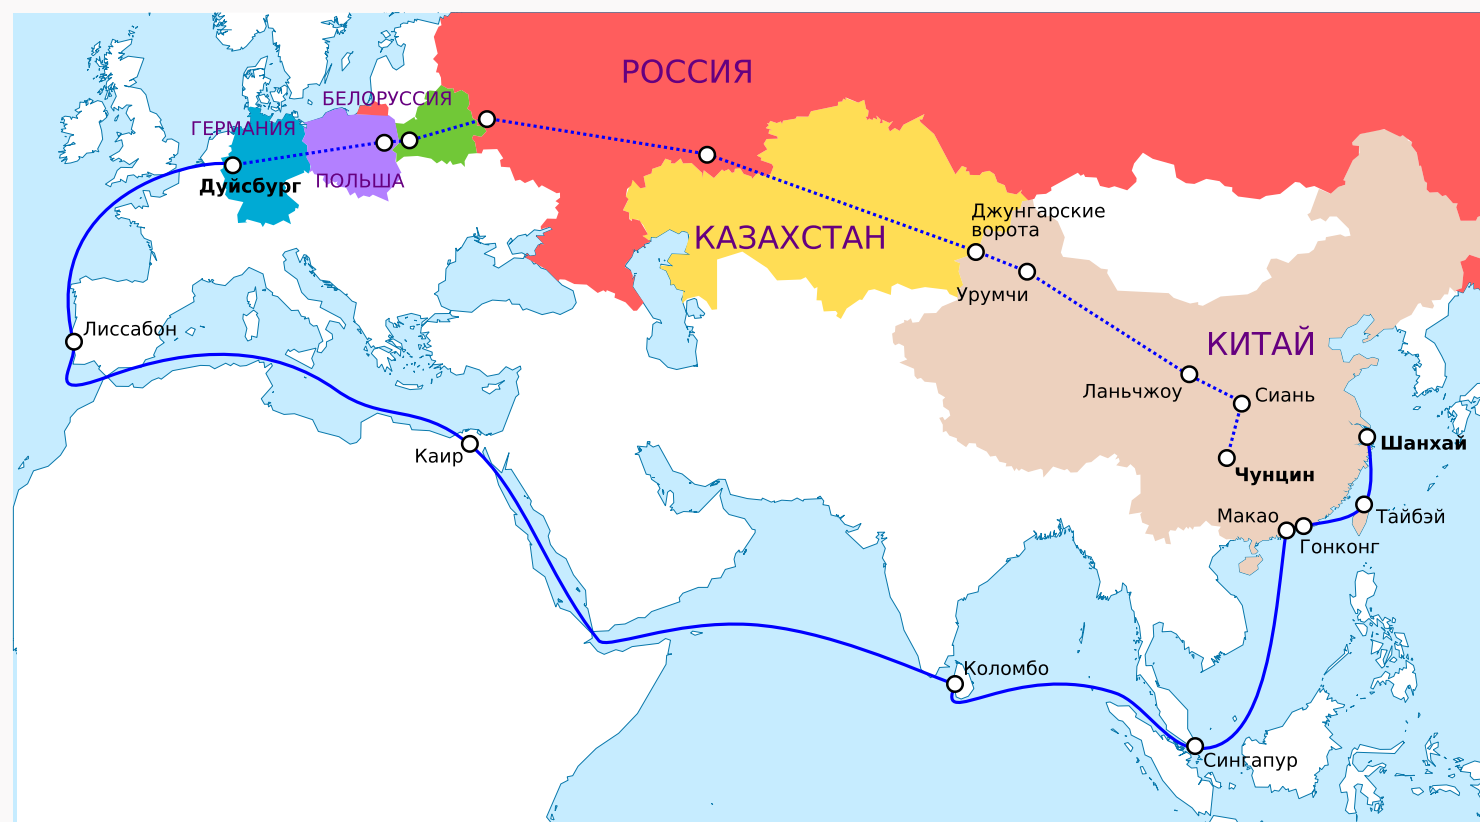 РОССИЯ
БЕЛОРУССИЯ
ГЕРМАНИЯ
ПОЛЬША
Дуйсбург
Джунгарские
ворота
КАЗАХСТАН
Урумчи
Лиссабон
КИТАЙ
Ланьчжоу
Сиань
Шанхай
Каир
Чунцин
Макао
Тайбэй
Гонконг
Коломбо
Сингапур